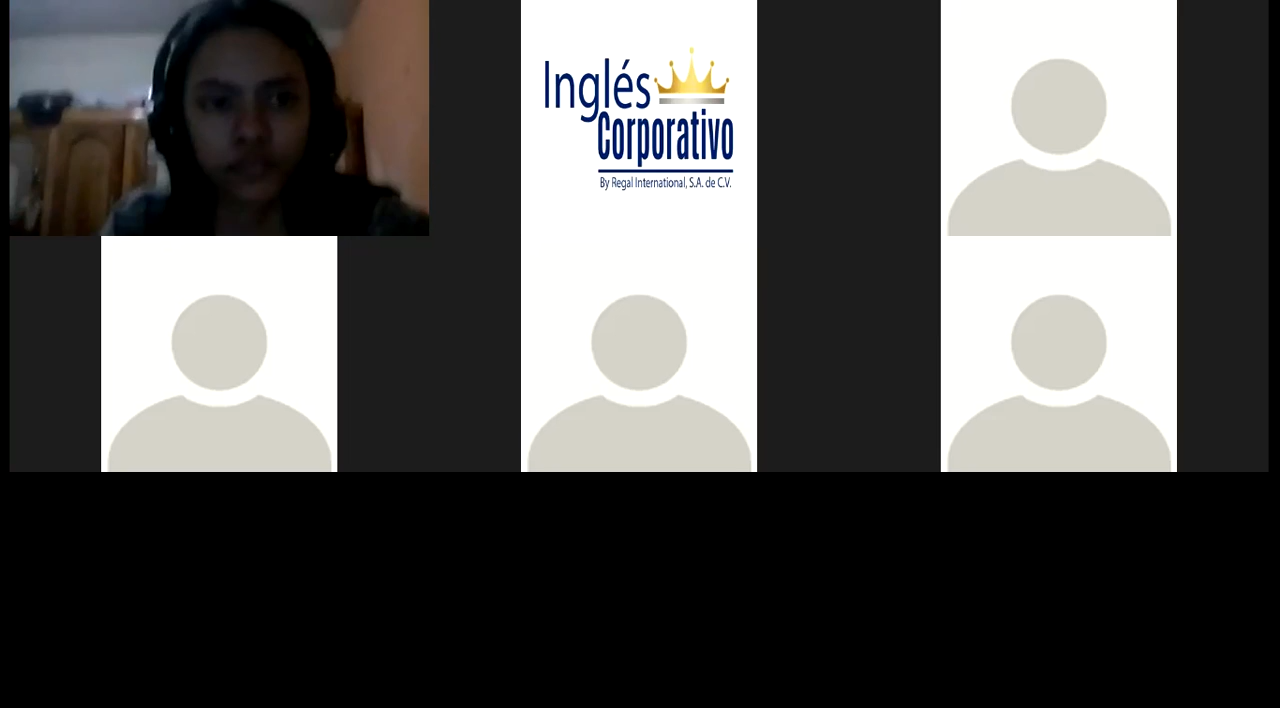 Inglés
Corporativo
By Regal International, S.A. de C.V.